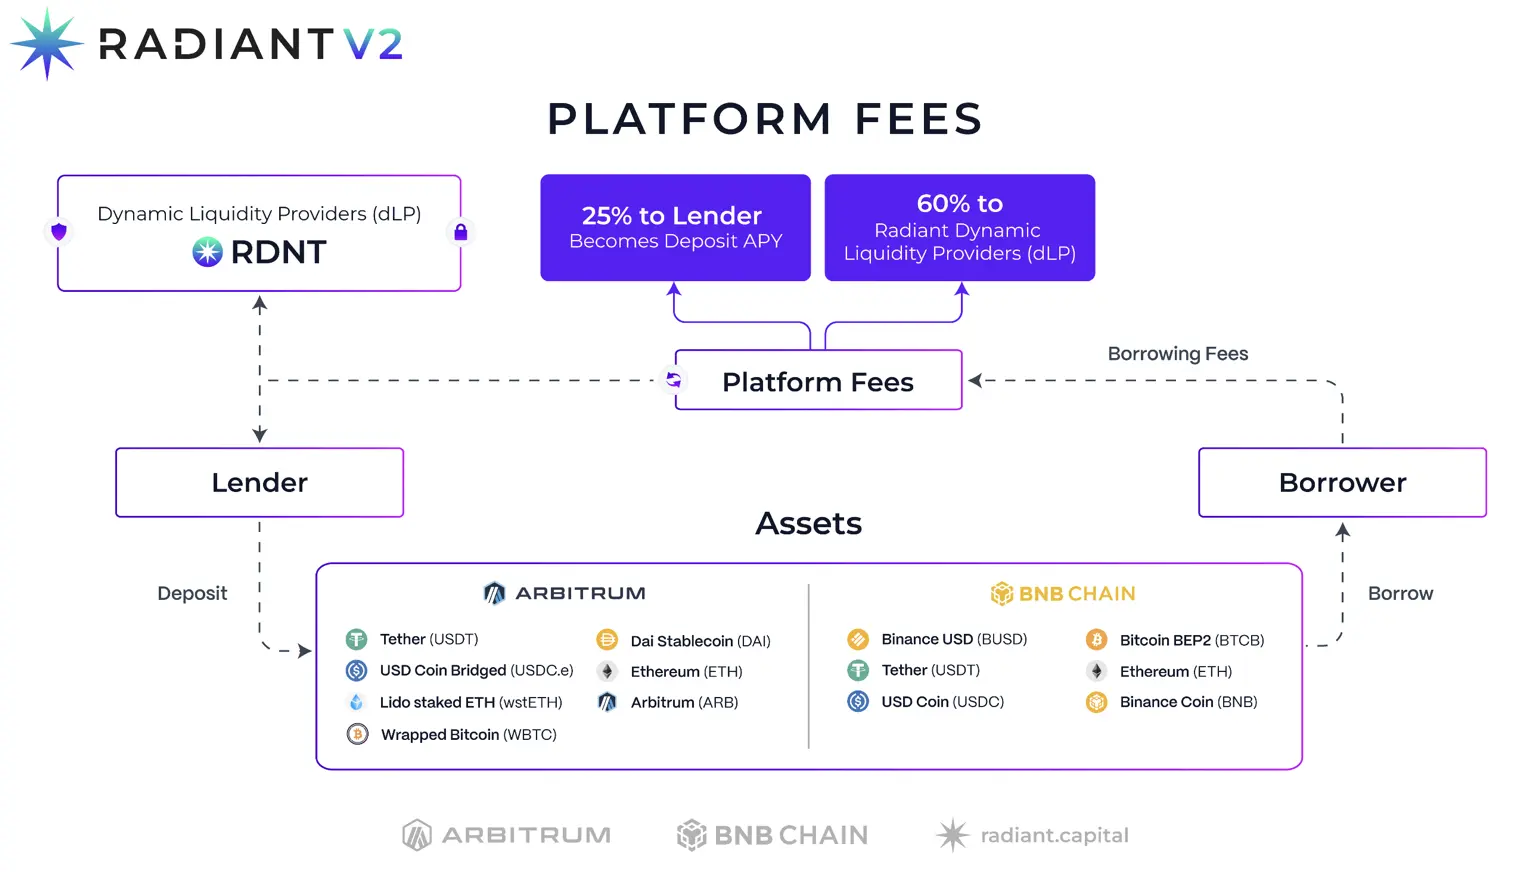 RADIANT V2
PLATFORM FEES
Dynamic Liquidity Providers (dLP)
RDNT
25% to Lender
Becomes Deposit APY
60% to
Radiant Dynamic
Liquidity Providers (dLP)
Platform Fees
Borrowing Fees
Lender
Borrower
Deposit
Borrow
Assets
ARBITRUM
Tether (USDT)
USD Coin Bridged (USDC.e)
Lido staked ETH (wstETH)
Wrapped Bitcoin (WBTC)
Dai Stablecoin (DAI)
Ethereum (ETH)
Arbitrum (ARB)
BNB CHAIN
Binance USD (BUSD)
Tether (USDT)
USD Coin (USDC)
Bitcoin BEP2 (BTCB)
Ethereum (ETH)
Binance Coin (BNB)
ARBITRUM
BNB CHAIN
radiant.capital